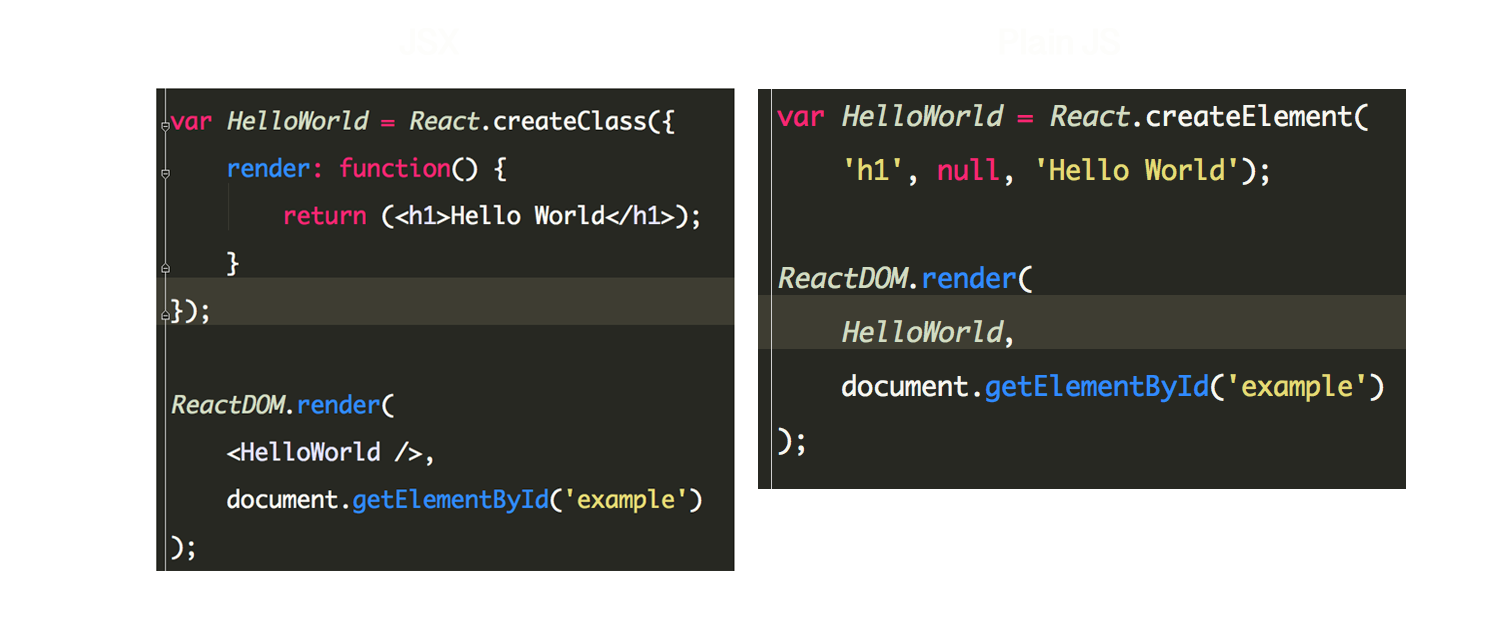 JSX
var HelloWorld = React.createClass({
render: function() {
return (<h1>Hello World</h1>);
}
});
ReactDOM.render(
<HelloWorld />,
document.getElementById('example')
);
Plain JS
var HelloWorld = React.createElement(
'h1', null, 'Hello World');
ReactDOM.render(
HelloWorld,
document.getElementById('example')
);